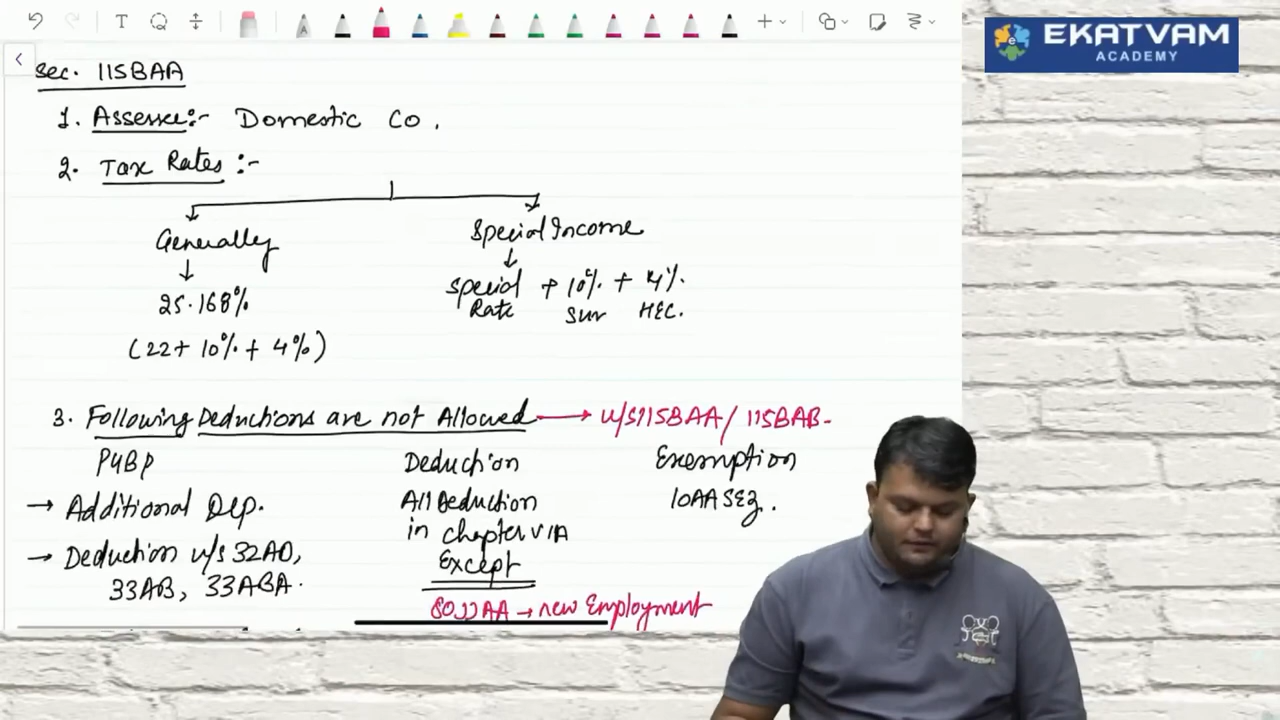 EKATVAM
ACADEMY
Sec. 115BAA
1. Assessee:- Domestic Co.
2. Tax Rates :-
Generally
Special Income
25.168%
Special + 10% + 4%.
Rate Sur HEC.
(22+ 10% + 4%)
3. Following Deductions are not Allowed → u/s 115BAA / 115BAB-
PGBP
Deduction
Exemption
→ Additional Dep.
All Deduction
in chapter VIA
Except
10AA SEZ.
→ Deduction u/s 32AD,
33AB, 33ABA.
80JJAA → new Employment